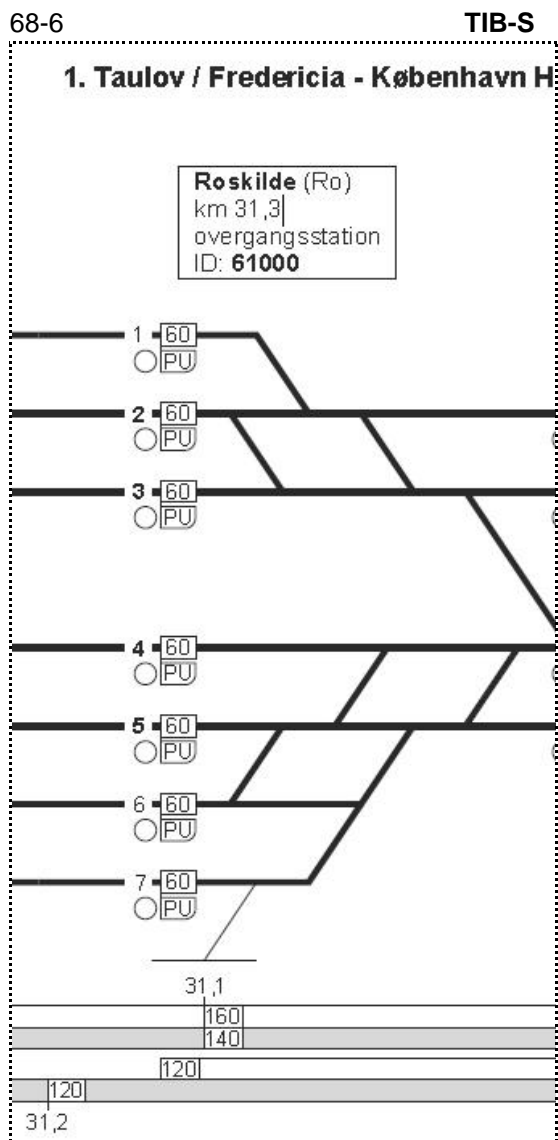 68-6 TIB-S
1. Taulov / Fredericia - København H
Roskilde (Ro)
km 31,3
overgangsstation
ID: 61000
1 60
PU
2 60
PU
3 60
PU
4 60
PU
5 60
PU
6 60
PU
7 60
PU
31,1
160
140
120
120
31,2